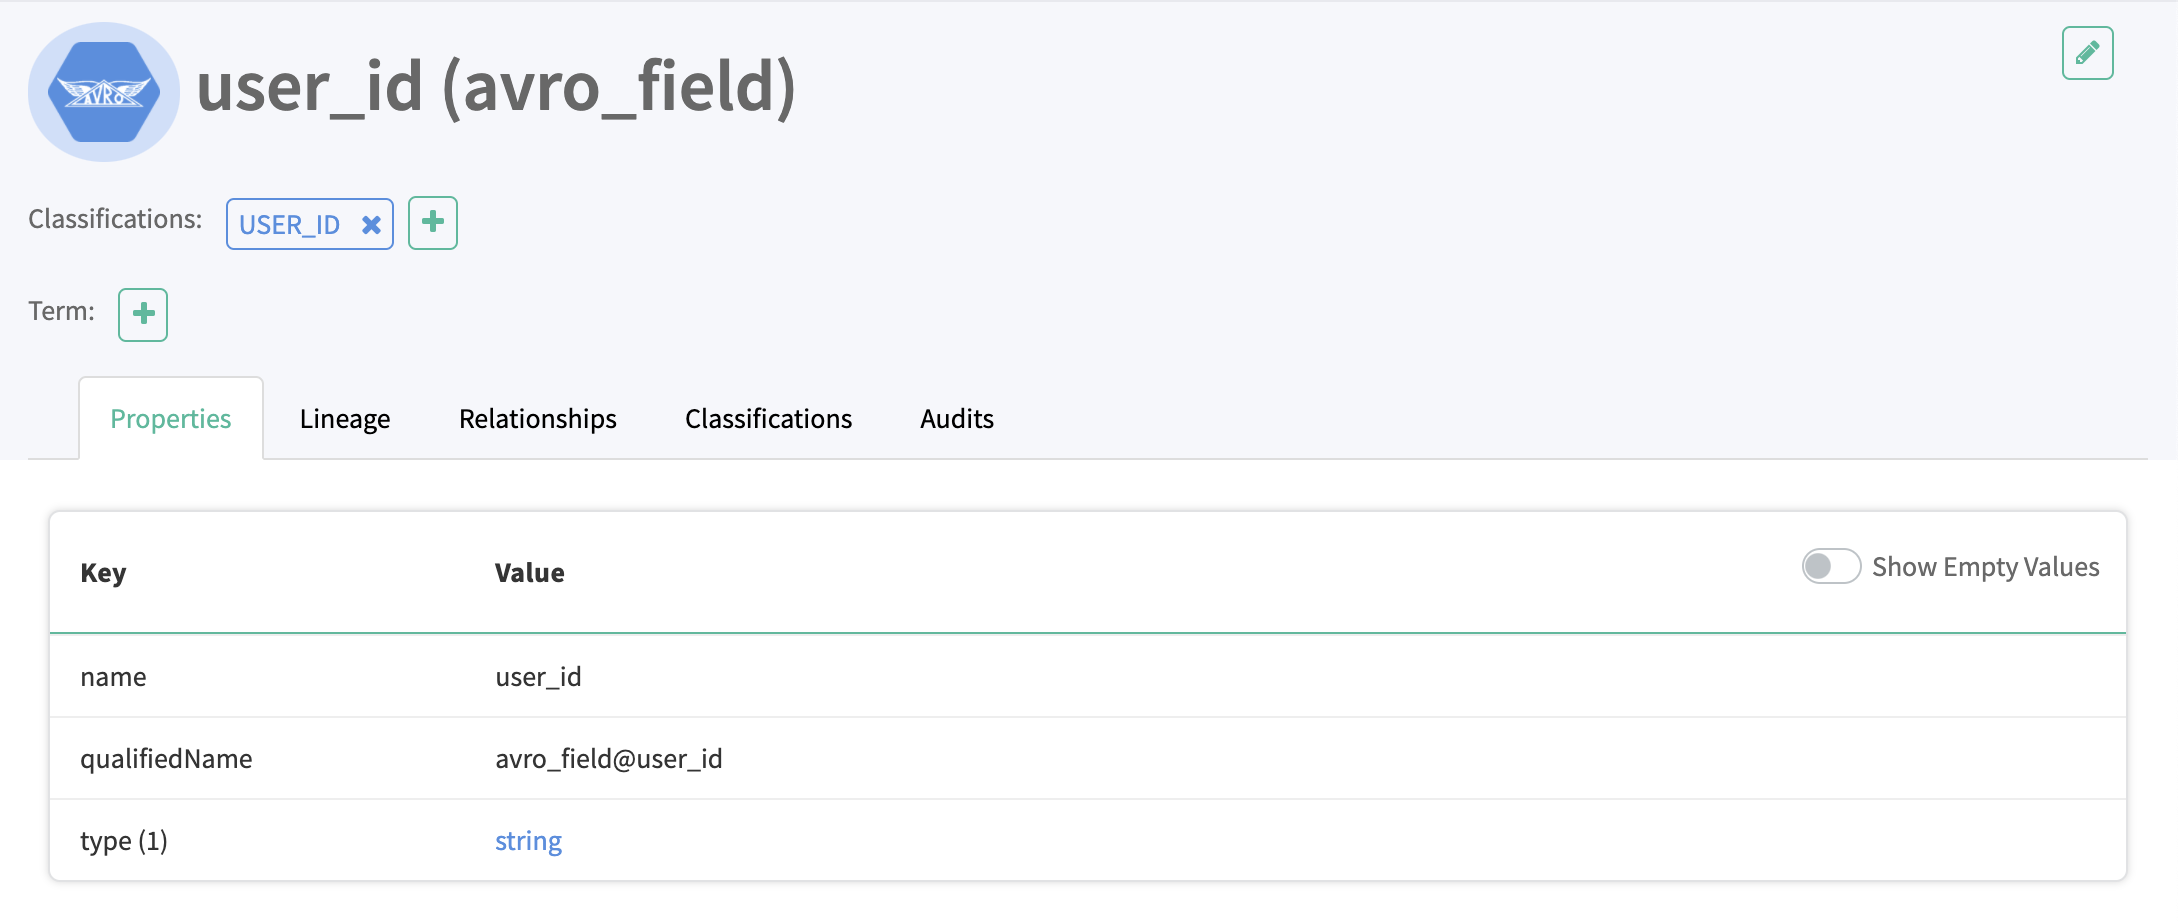 AVRO
user_id (avro_field)
Classifications: USER_ID
Term:
Properties Lineage Relationships Classifications Audits
Key Value Show Empty Values
name user_id
qualifiedName avro_field@user_id
type (1) string